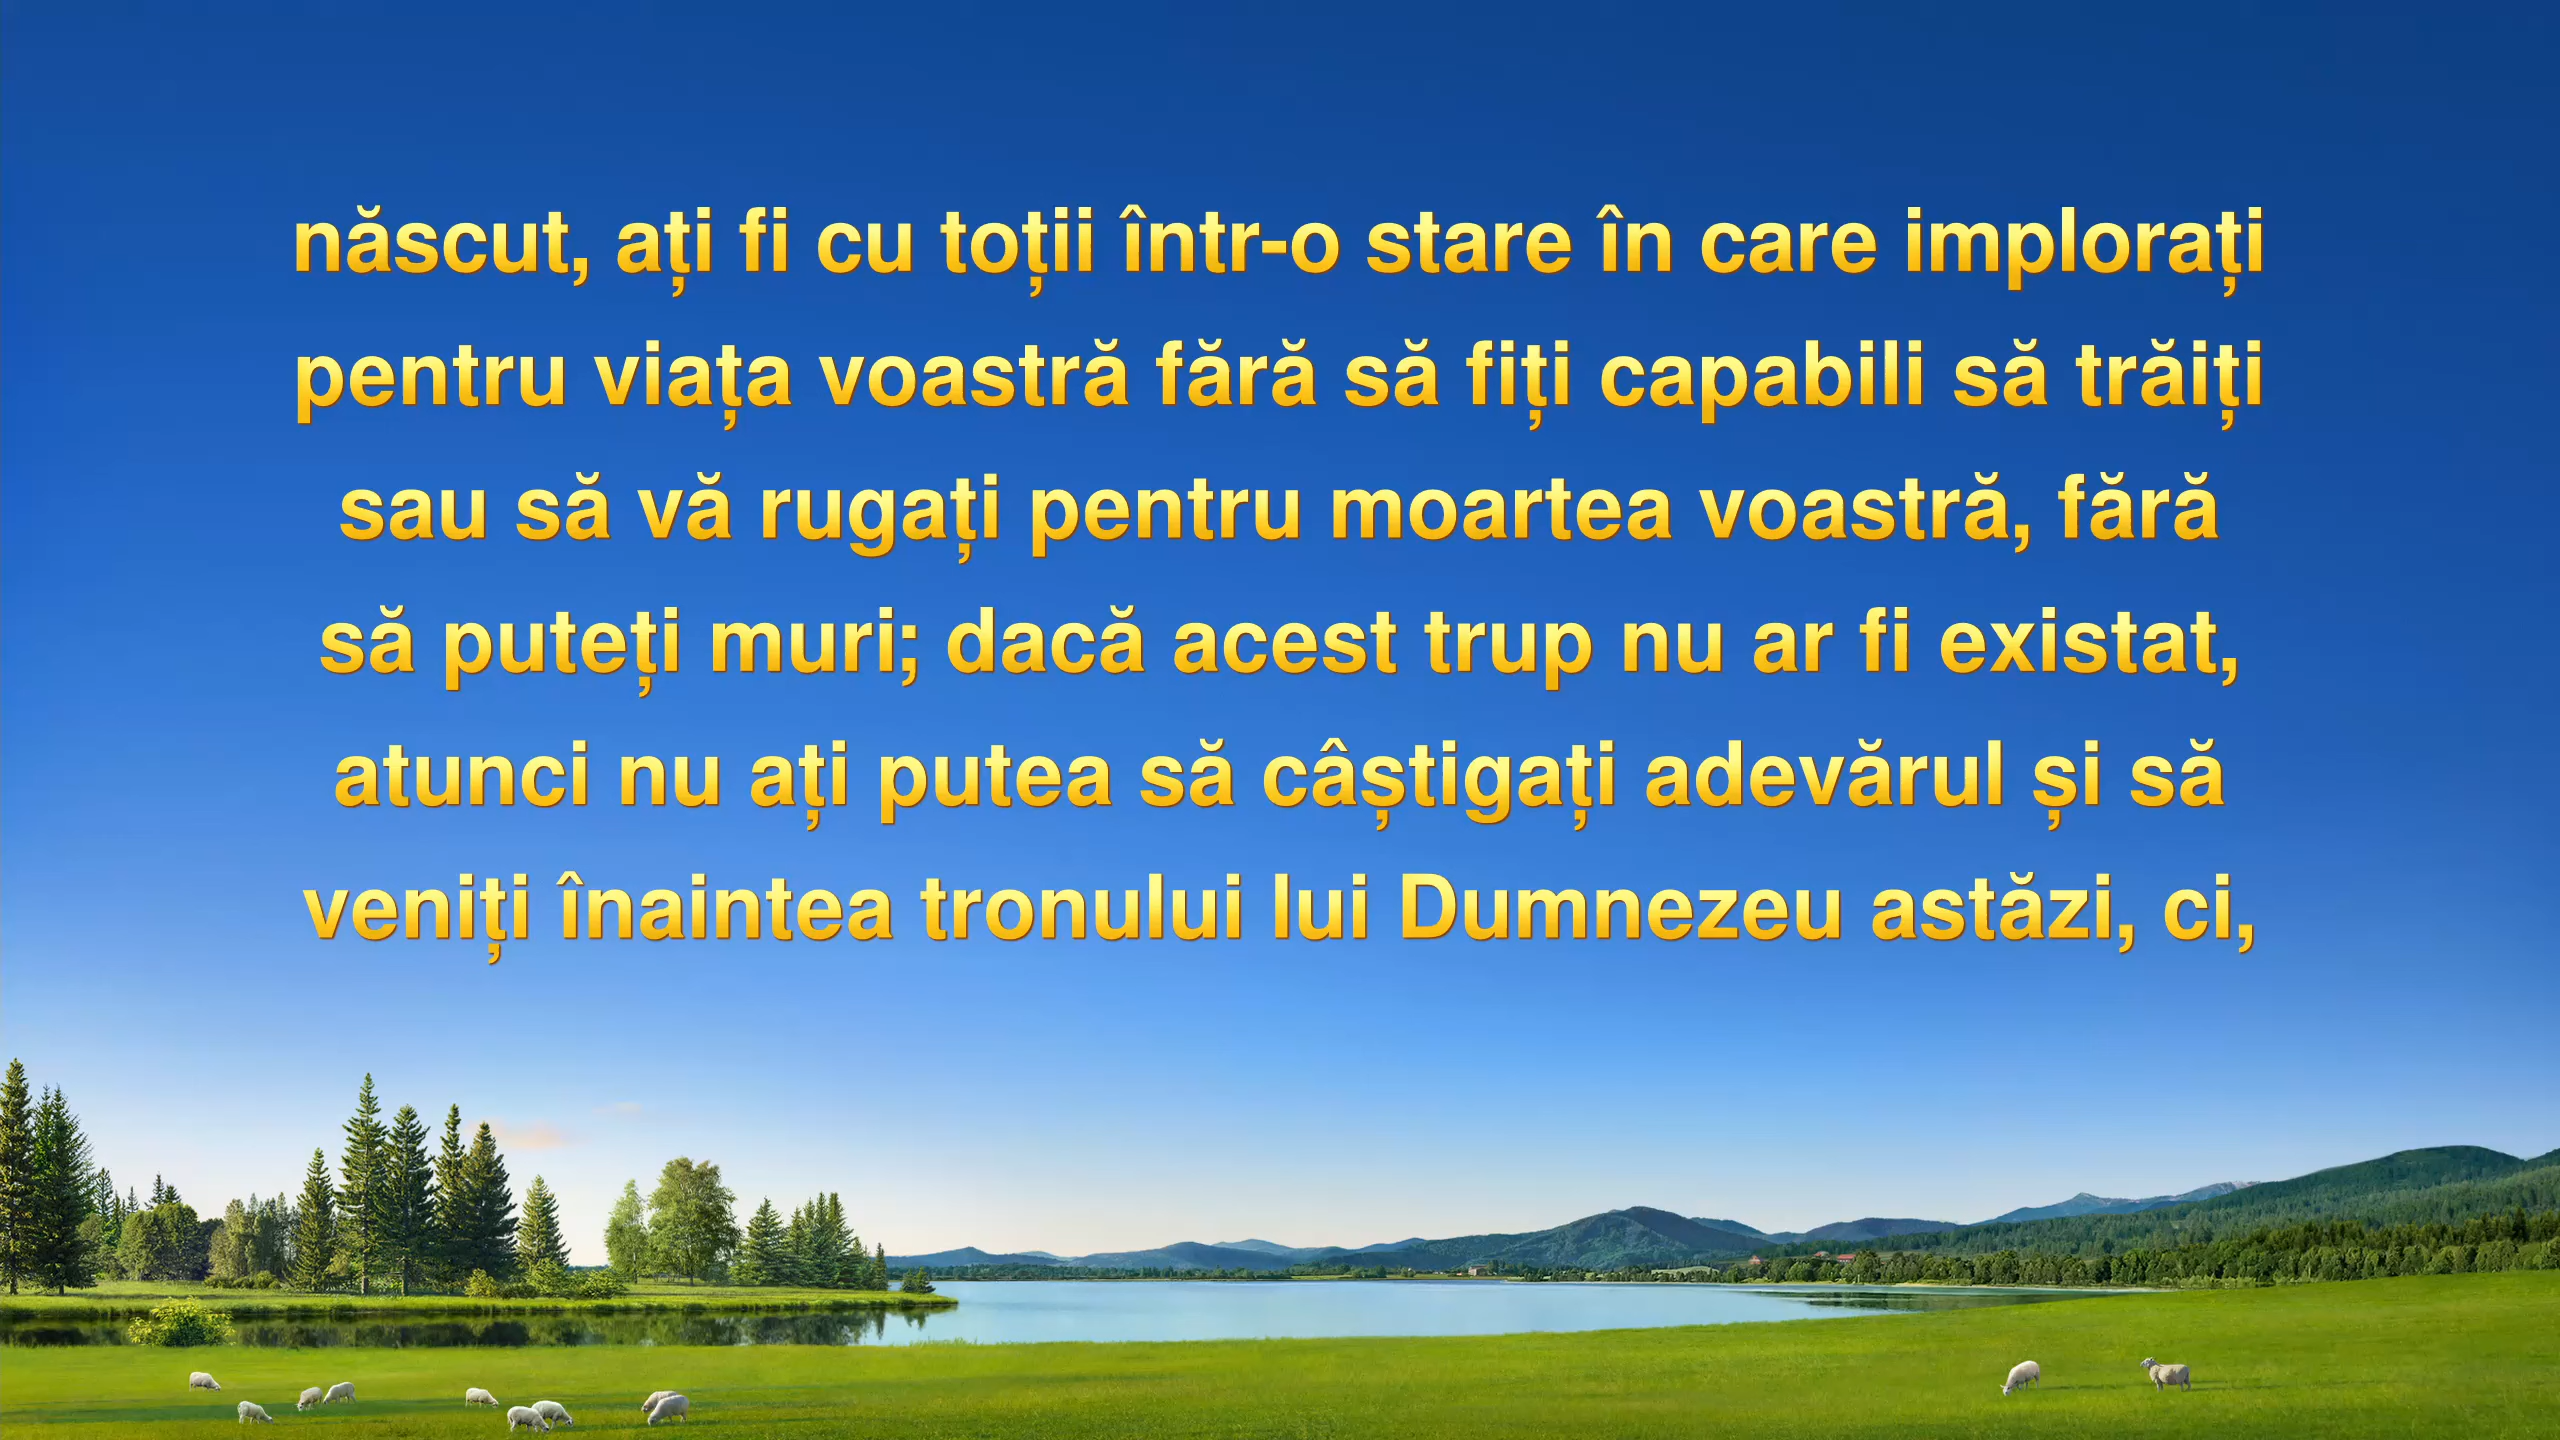 născut, ați fi cu toții într-o stare în care implorați
pentru viața voastră fără să fiți capabili să trăiți
sau să vă rugați pentru moartea voastră, fără
să puteți muri; dacă acest trup nu ar fi existat,
atunci nu ați putea să câștigați adevărul și să
veniți înaintea tronului lui Dumnezeu astăzi, ci,